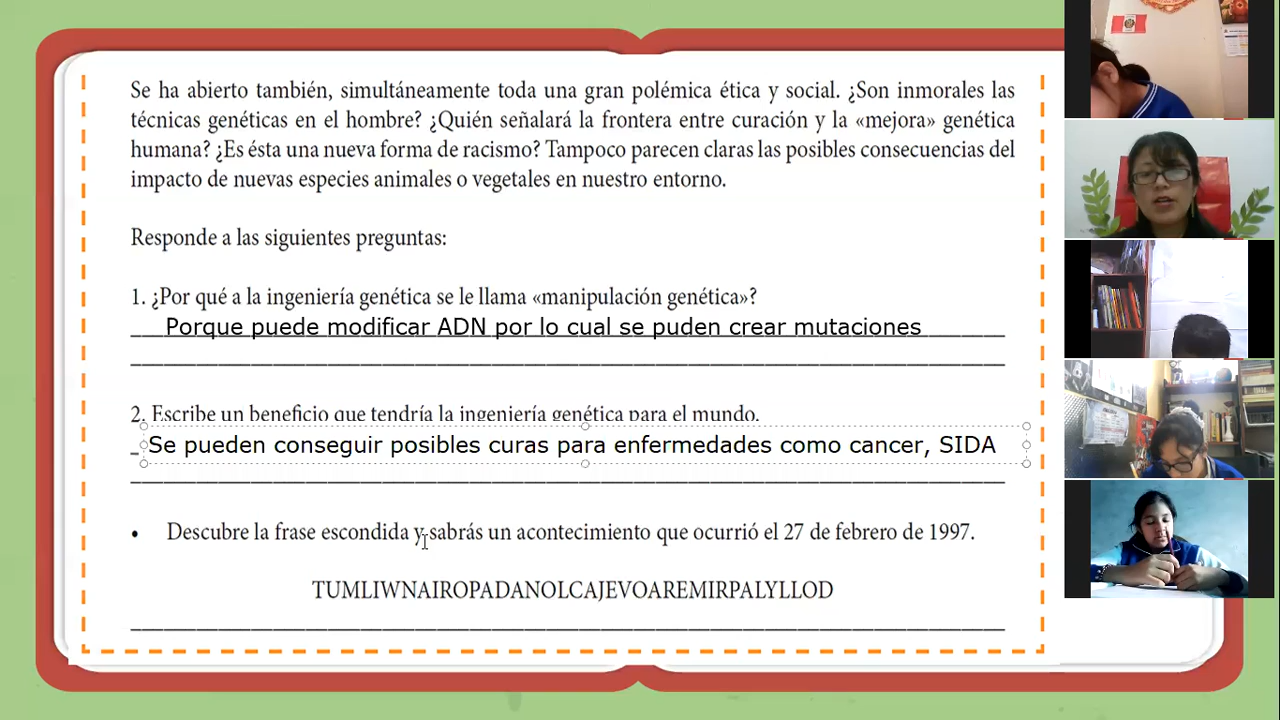 Se ha abierto también, simultáneamente toda una gran polémica ética y social. ¿Son inmorales las
técnicas genéticas en el hombre? ¿Quién señalará la frontera entre curación y la «mejora» genética
humana? ¿Es ésta una nueva forma de racismo? Tampoco parecen claras las posibles consecuencias del
impacto de nuevas especies animales o vegetales en nuestro entorno.
Responde a las siguientes preguntas:
1. ¿Por qué a la ingeniería genética se le llama «manipulación genética»?
Porque puede modificar ADN por lo cual se puden crear mutaciones
2. Escribe un beneficio que tendría la ingeniería genética para el mundo.
Se pueden conseguir posibles curas para enfermedades como cancer, SIDA
• Descubre la frase escondida y sabrás un acontecimiento que ocurrió el 27 de febrero de 1997.
TUMLIWNAIROPADANOLCAJEVOAREMIRPALYLLOD